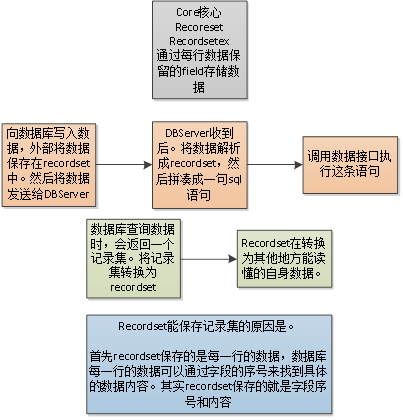 Core核心
Recoreset
Recordsetex
通过每行数据保
留的field存储数
据
向数据库写入数
据，外部将数据
保存在recordset
中。然后将数据
发送给DBServer
DBServer收到
后。将数据解析
成recordset，然
后拼凑成一句sql
语句
调用数据接口执
行这条语句
数据库查询数据
时，会返回一个
记录集。将记录
集转换为
recordset
Recordset在转换
为其他地方能读
懂的自身数据。
Recordset能保存记录集的原因是。
首先recordset保存的是每一行的数据，数据库
每一行的数据可以通过字段的序号来找到具体
的数据内容。其实recordset保存的就是字段序
号和内容